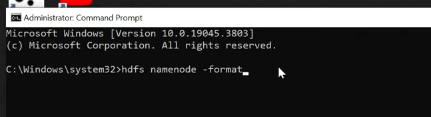 Administrator: Command Prompt
Microsoft Windows [Version 10.0.19045.3803]
(c) Microsoft Corporation. All rights reserved.
C:\Windows\system32>hdfs namenode -format